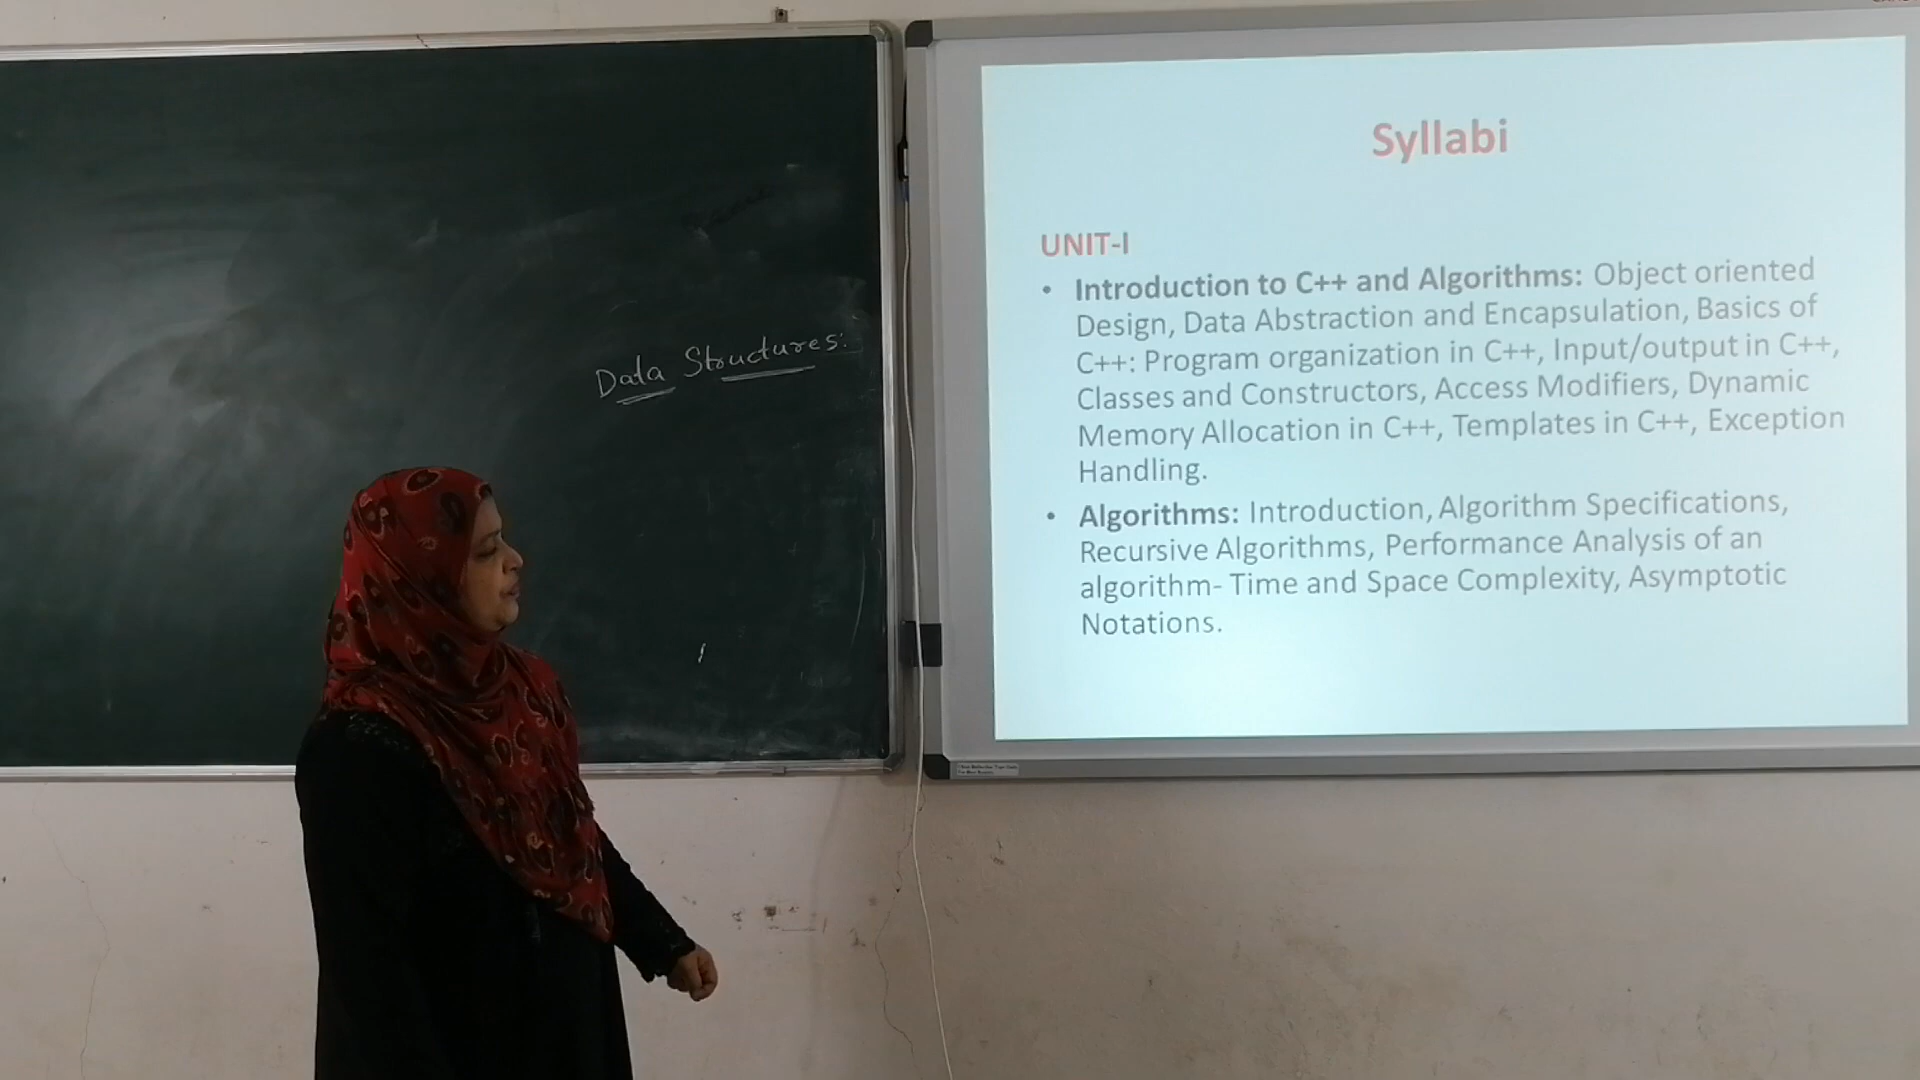 Data Structures:
Syllabi
UNIT-I
• Introduction to C++ and Algorithms: Object oriented
Design, Data Abstraction and Encapsulation, Basics of
C++: Program organization in C++, Input/output in C++,
Classes and Constructors, Access Modifiers, Dynamic
Memory Allocation in C++, Templates in C++, Exception
Handling.
• Algorithms: Introduction, Algorithm Specifications,
Recursive Algorithms, Performance Analysis of an
algorithm- Time and Space Complexity, Asymptotic
Notations.